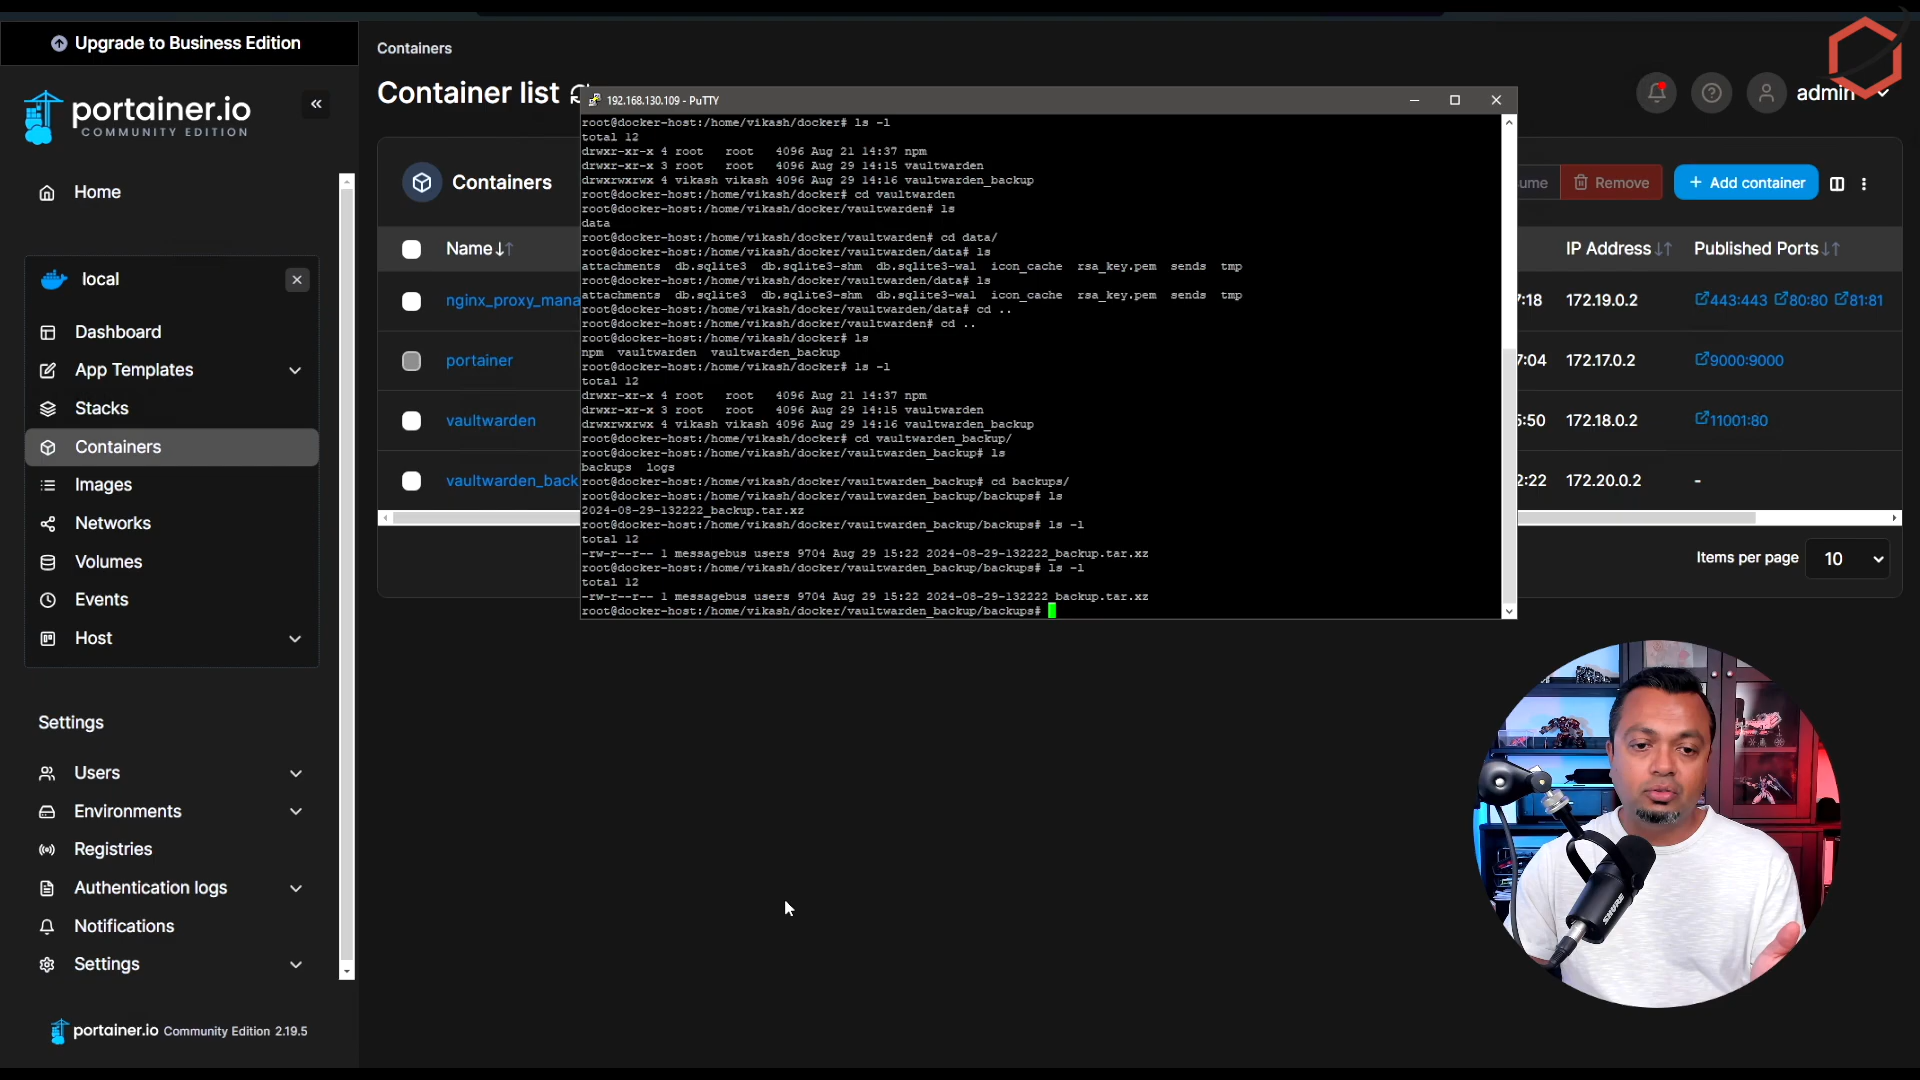 Upgrade to Business Edition
portainer.io
COMMUNITY EDITION
Home
local
Dashboard
App Templates
Stacks
Containers
Images
Networks
Volumes
Events
Host
Settings
Users
Environments
Registries
Authentication logs
Notifications
Settings
portainer.io Community Edition 2.19.5
Containers
Container list
admin
Containers
Remove
Add container
Name
IP Address
Published Ports
nginx_proxy_mana
7:18
172.19.0.2
443:443 80:80 81:81
portainer
7:04
172.17.0.2
9000:9000
vaultwarden
5:50
172.18.0.2
11001:80
vaultwarden_back
2:22
172.20.0.2
-
Items per page 10
192.168.130.109 - PuTTY
root@docker-host:/home/vikash/docker# ls -l
total 12
drwxr-xr-x 4 root root 4096 Aug 21 14:37 npm
drwxr-xr-x 3 root root 4096 Aug 29 14:15 vaultwarden
drwxrwxrwx 4 vikash vikash 4096 Aug 29 14:16 vaultwarden_backup
root@docker-host:/home/vikash/docker# cd vaultwarden
root@docker-host:/home/vikash/docker/vaultwarden# ls
data
root@docker-host:/home/vikash/docker/vaultwarden# cd data/
root@docker-host:/home/vikash/docker/vaultwarden/data# ls
attachments db.sqlite3 db.sqlite3-shm db.sqlite3-wal icon_cache rsa_key.pem sends tmp
root@docker-host:/home/vikash/docker/vaultwarden/data# ls
attachments db.sqlite3 db.sqlite3-shm db.sqlite3-wal icon_cache rsa_key.pem sends tmp
root@docker-host:/home/vikash/docker/vaultwarden/data# cd ..
root@docker-host:/home/vikash/docker/vaultwarden# cd ..
root@docker-host:/home/vikash/docker# ls
npm vaultwarden vaultwarden_backup
root@docker-host:/home/vikash/docker# ls -l
total 12
drwxr-xr-x 4 root root 4096 Aug 21 14:37 npm
drwxr-xr-x 3 root root 4096 Aug 29 14:15 vaultwarden
drwxrwxrwx 4 vikash vikash 4096 Aug 29 14:16 vaultwarden_backup
root@docker-host:/home/vikash/docker# cd vaultwarden_backup/
root@docker-host:/home/vikash/docker/vaultwarden_backup# ls
backups logs
root@docker-host:/home/vikash/docker/vaultwarden_backup# cd backups/
root@docker-host:/home/vikash/docker/vaultwarden_backup/backups# ls
2024-08-29-132222_backup.tar.xz
root@docker-host:/home/vikash/docker/vaultwarden_backup/backups# ls -l
total 12
-rw-r--r-- 1 messagebus users 9704 Aug 29 15:22 2024-08-29-132222_backup.tar.xz
root@docker-host:/home/vikash/docker/vaultwarden_backup/backups# ls -l
total 12
-rw-r--r-- 1 messagebus users 9704 Aug 29 15:22 2024-08-29-132222_backup.tar.xz
root@docker-host:/home/vikash/docker/vaultwarden_backup/backups#
SHURE